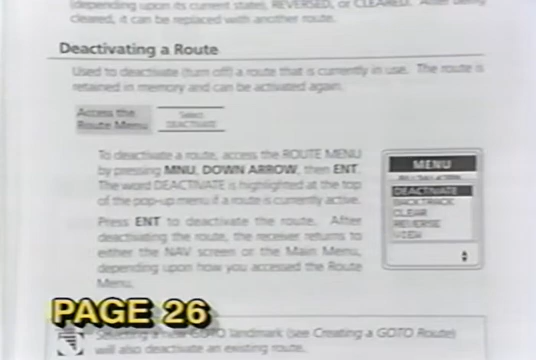 (depending upon its current state), REVERSED, or CLEARED. After being
cleared, it can be replaced with another route.
Deactivating a Route
Used to deactivate (turn off) a route that is currently in use. The route is
retained in memory and can be activated again.
Access the
Route Menu
Select
DEACTIVATE
To deactivate a route, access the ROUTE MENU
by pressing MNU, DOWN ARROW, then ENT.
The word DEACTIVATE is highlighted at the top
of the pop-up menu if a route is currently active.
Press ENT to deactivate the route. After
deactivating the route, the receiver returns to
either the NAV screen or the Main Menu,
depending upon how you accessed the Route
Menu.
MENU
DEACTIVATE
BACKTRACK
CLEAR
REVERSE
VIEW
PAGE 26
Selecting a new GOTO landmark (see Creating a GOTO Route)
will also deactivate an existing route.